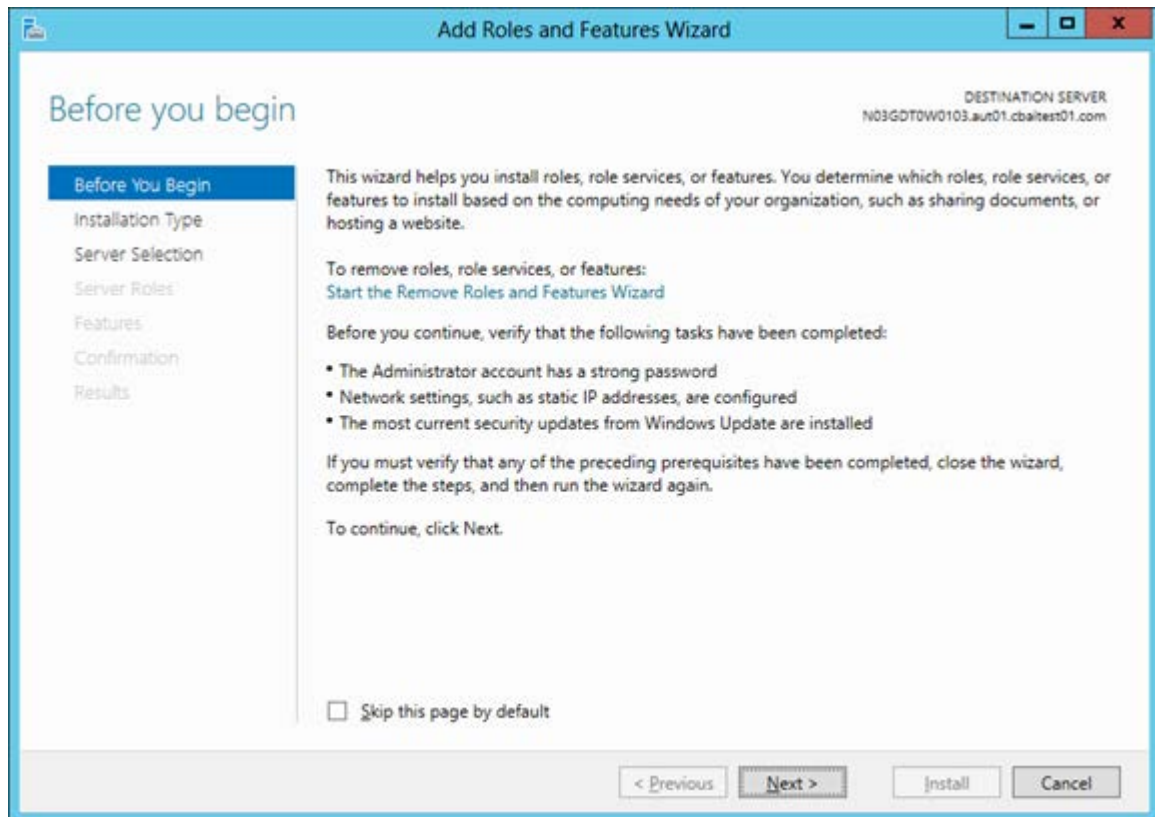 Add Roles and Features Wizard
Before you begin
DESTINATION SERVER
N03GDT0W0103.aut01.cbaitest01.com
Before You Begin
Installation Type
Server Selection
Server Roles
Features
Confirmation
Results
This wizard helps you install roles, role services, or features. You determine which roles, role services, or
features to install based on the computing needs of your organization, such as sharing documents, or
hosting a website.
To remove roles, role services, or features:
Start the Remove Roles and Features Wizard
Before you continue, verify that the following tasks have been completed:
• The Administrator account has a strong password
• Network settings, such as static IP addresses, are configured
• The most current security updates from Windows Update are installed
If you must verify that any of the preceding prerequisites have been completed, close the wizard,
complete the steps, and then run the wizard again.
To continue, click Next.
Skip this page by default
< Previous
Next >
Install
Cancel